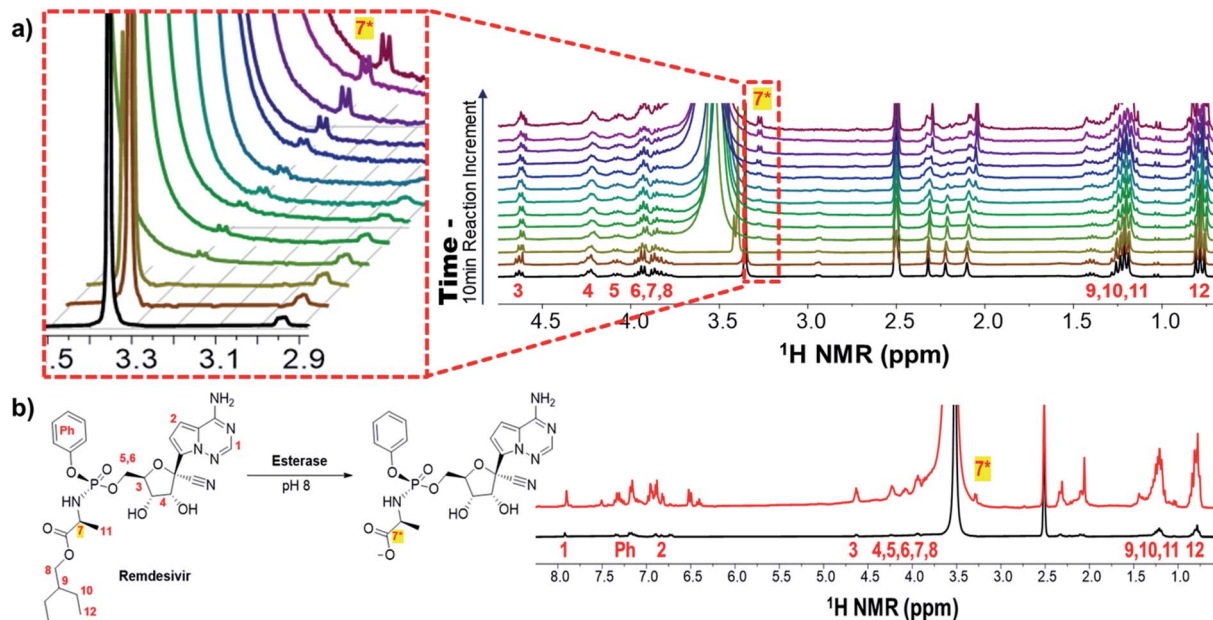 a)
7*
7*
.5 3.3 3.1 2.9
Time -
10min Reaction Increment
3 4 5 6,7,8 9,10,11 12
4.5 4.0 3.5 3.0 2.5 2.0 1.5 1.0
¹H NMR (ppm)
b)
NH₂
Ph
2
N
1
N
N
5,6
O
O
P
O
O
3
CN
HN
HO
4
OH
O
7
11
O
8
9
10
12
Remdesivir
Esterase
pH 8
NH₂
N
N
N
O
O
P
O
O
CN
HN
HO
OH
O
7*
⁻O
7*
1 Ph 2 3 4,5,6,7,8 9,10,11 12
8.0 7.5 7.0 6.5 6.0 5.5 5.0 4.5 4.0 3.5 3.0 2.5 2.0 1.5 1.0
¹H NMR (ppm)